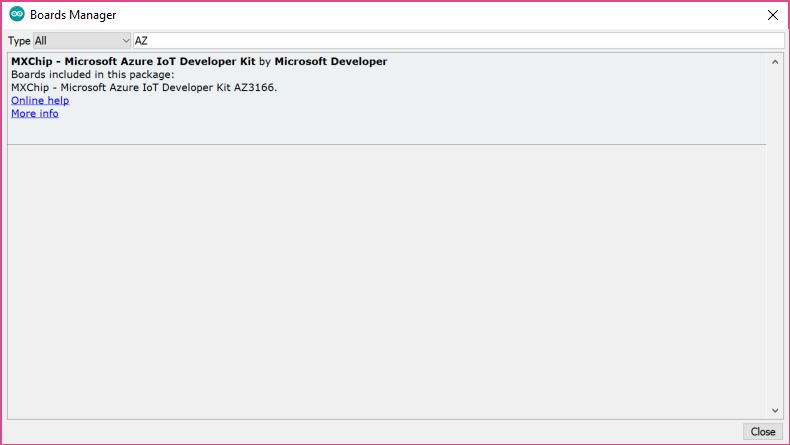 Boards Manager
Type All AZ
MXChip - Microsoft Azure IoT Developer Kit by Microsoft Developer
Boards included in this package:
MXChip - Microsoft Azure IoT Developer Kit AZ3166.
Online help
More info
Close